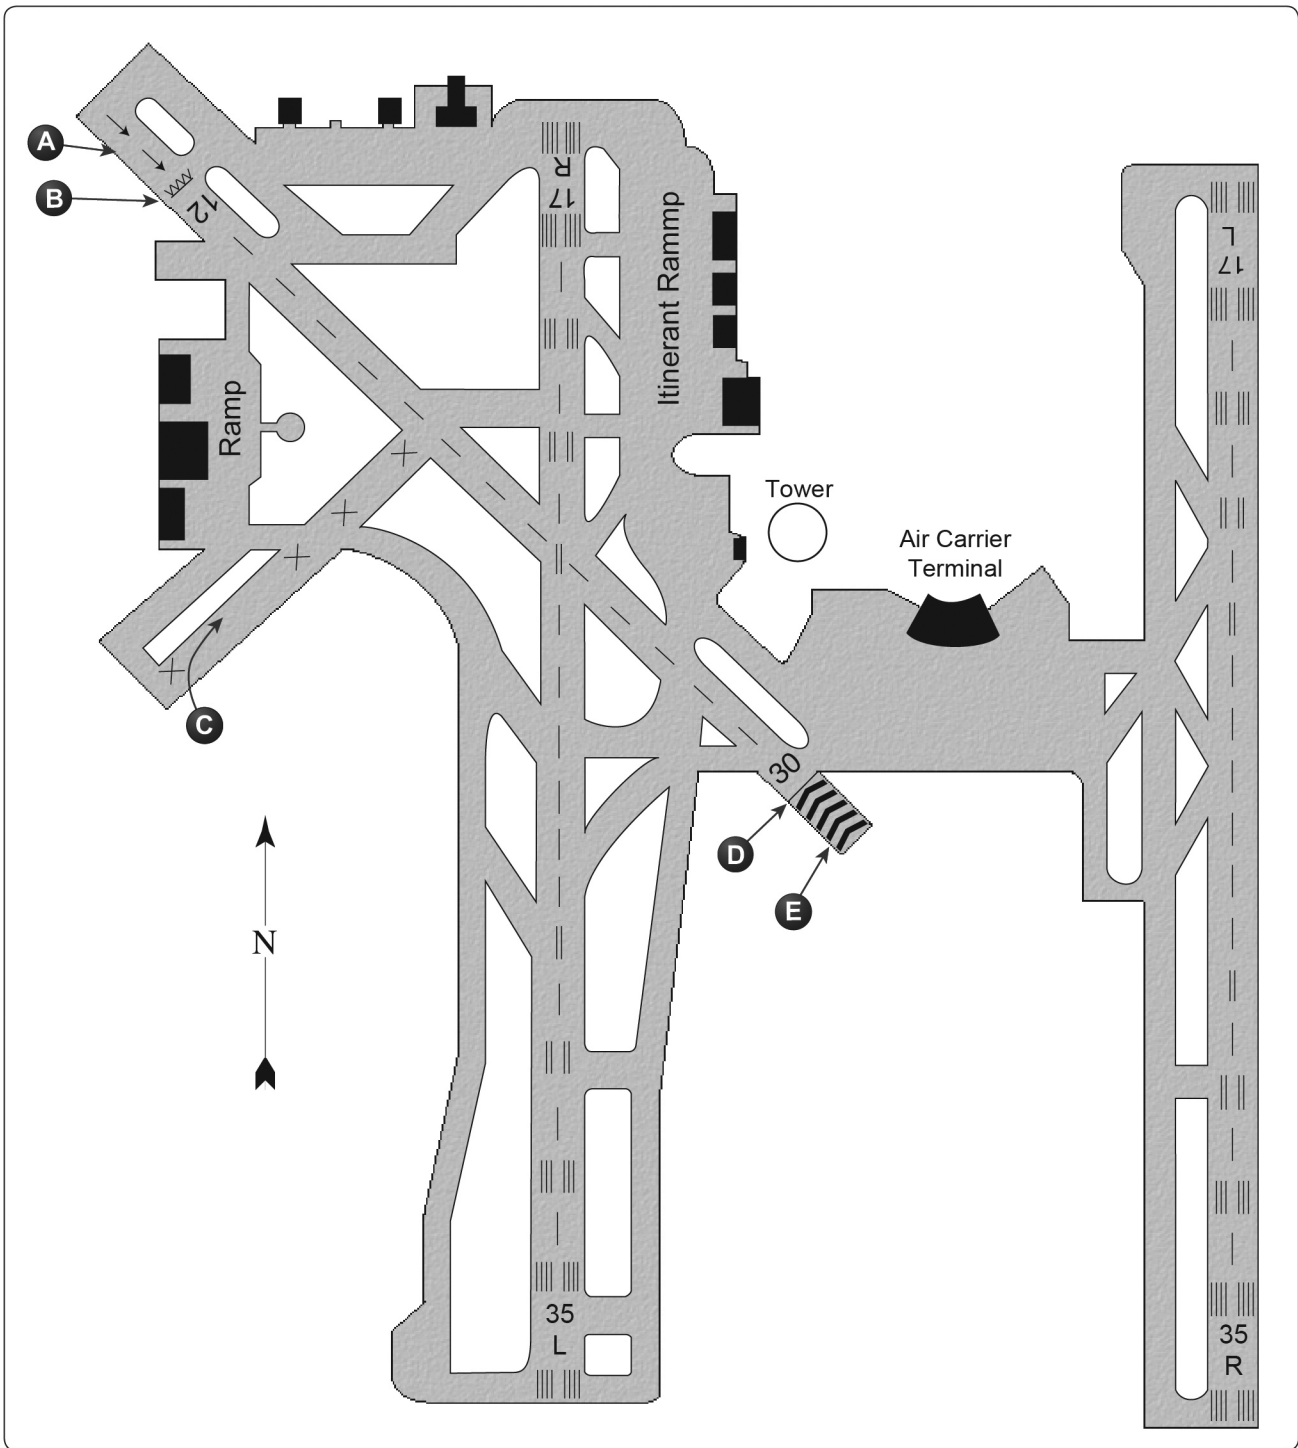 A
B
12
R
17
Itinerant Rammp
L
17
Ramp
Tower
Air Carrier
Terminal
C
30
D
E
N
35
L
35
R